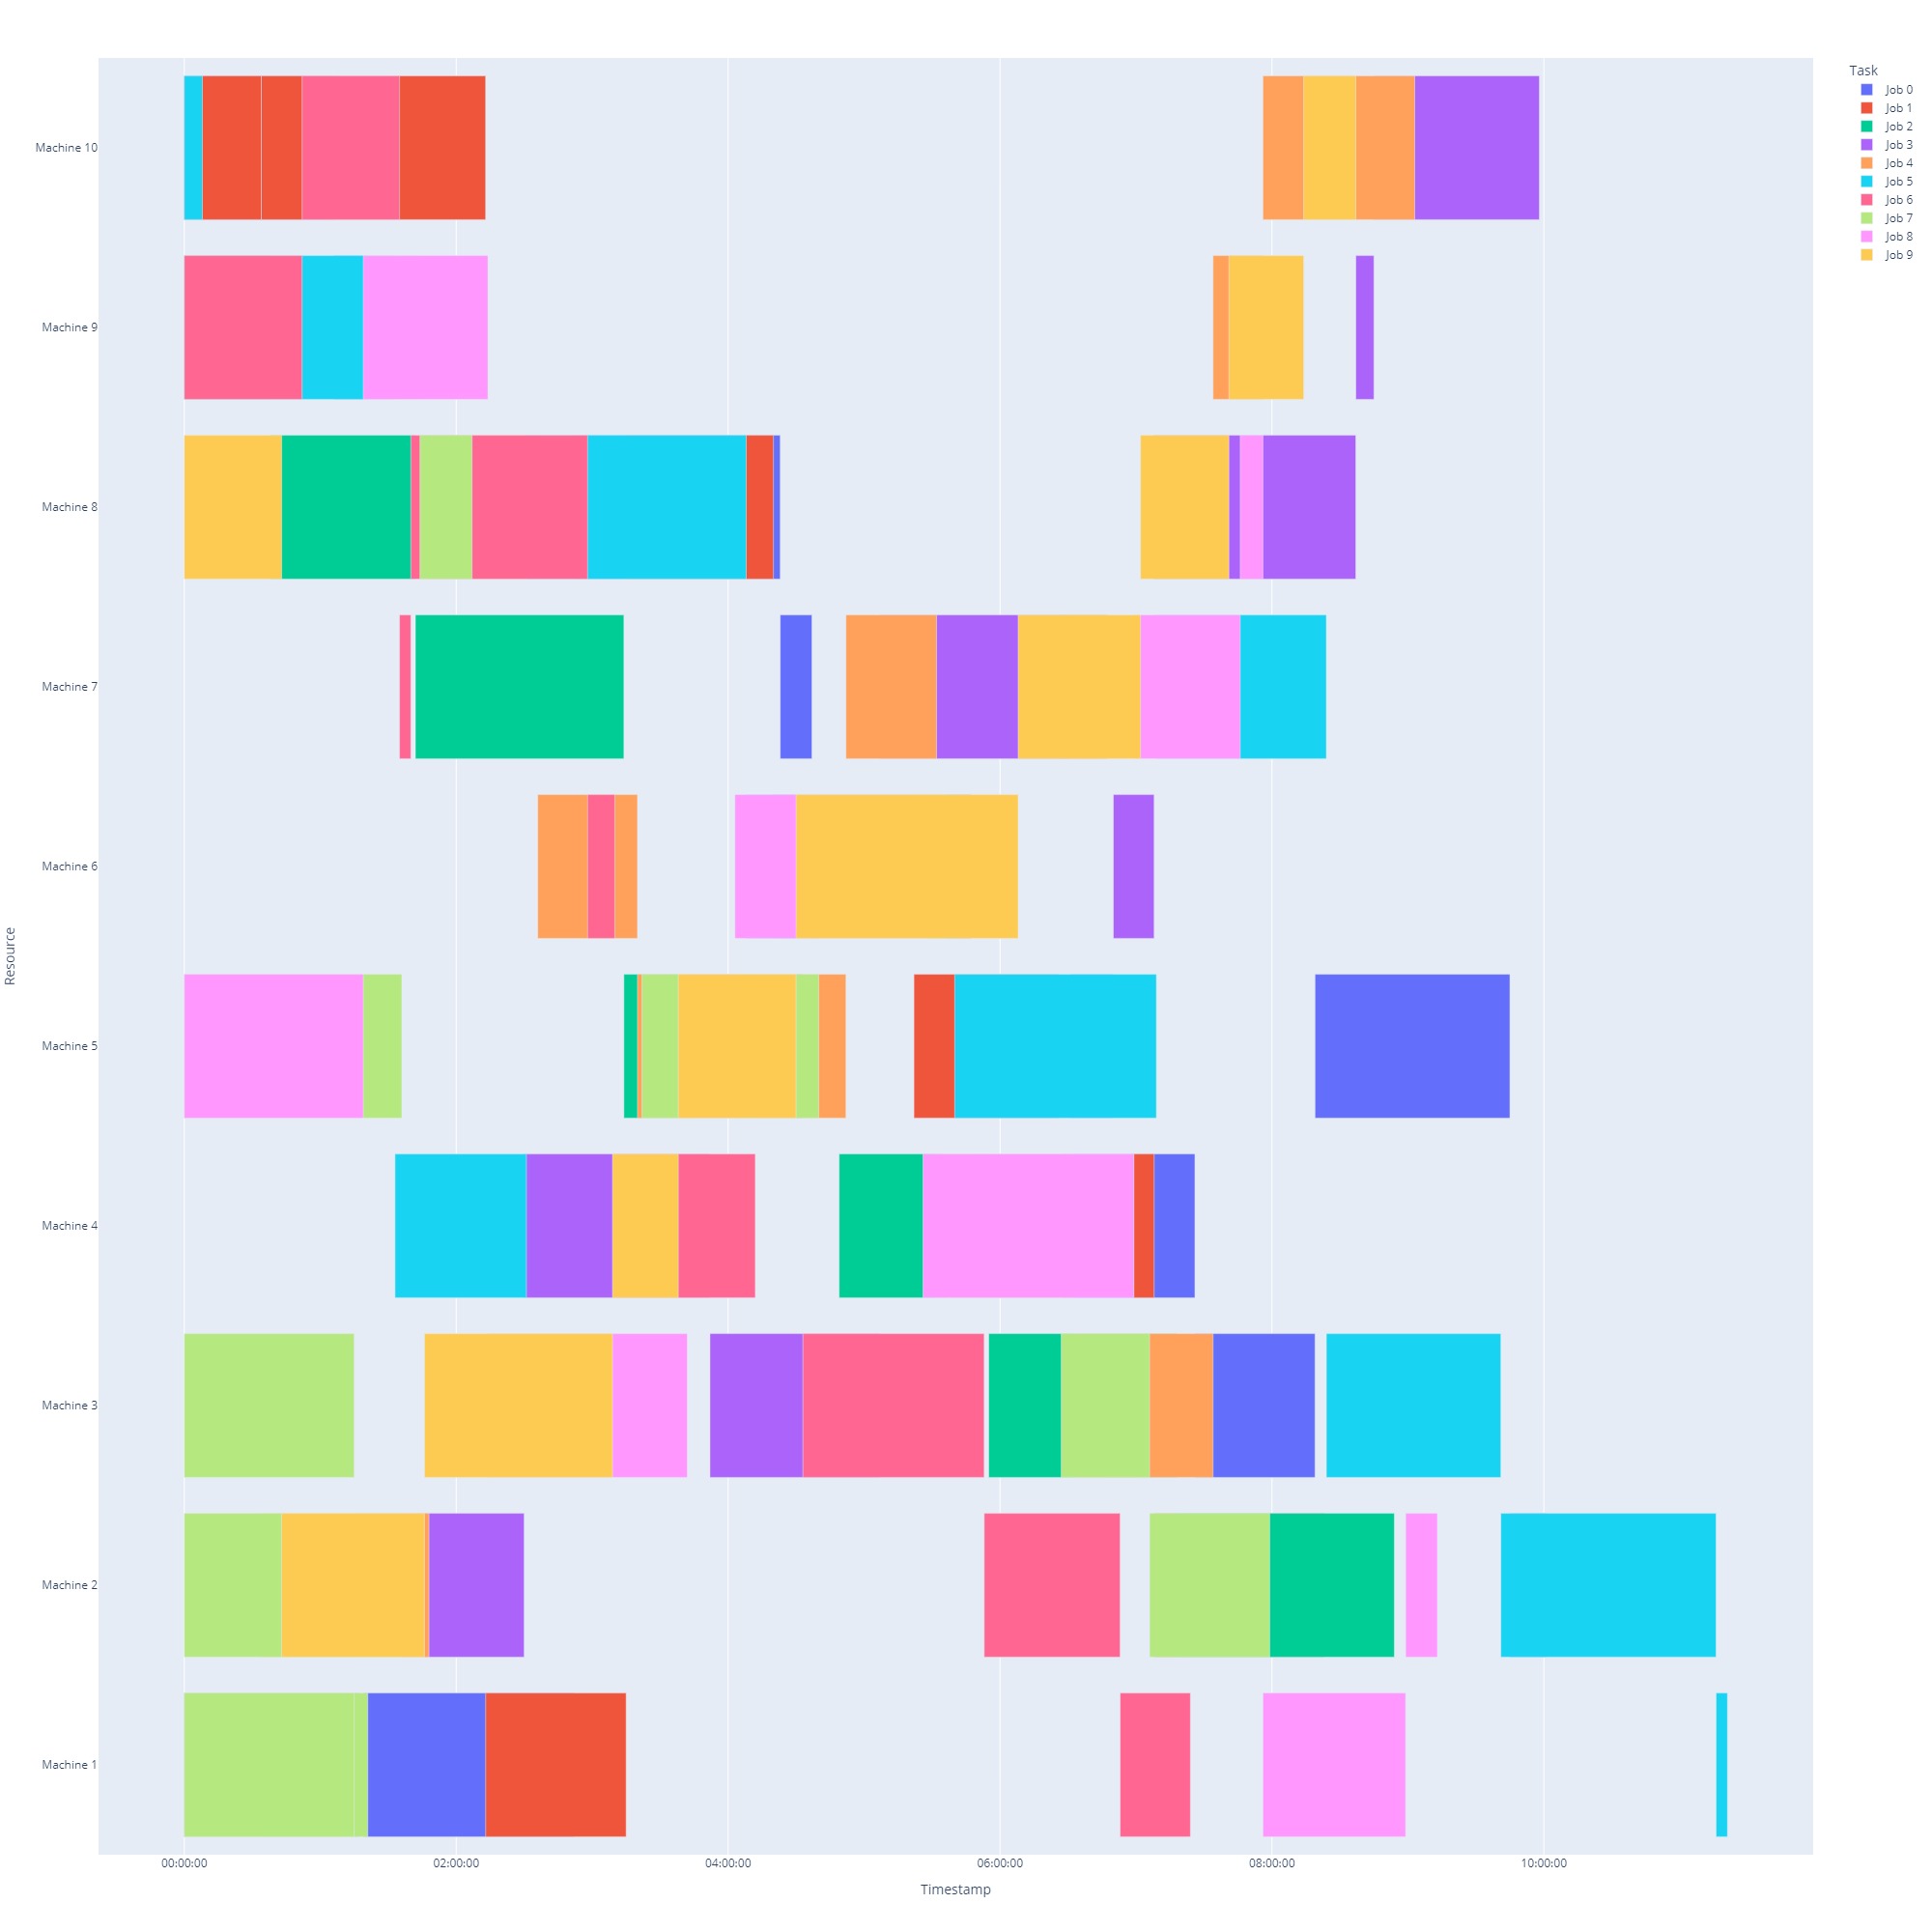 Task
Job 0
Job 1
Job 2
Job 3
Job 4
Job 5
Job 6
Job 7
Job 8
Job 9
Machine 10
Machine 9
Machine 8
Machine 7
Machine 6
Machine 5
Machine 4
Machine 3
Machine 2
Machine 1
Resource
00:00:00 02:00:00 04:00:00 06:00:00 08:00:00 10:00:00
Timestamp